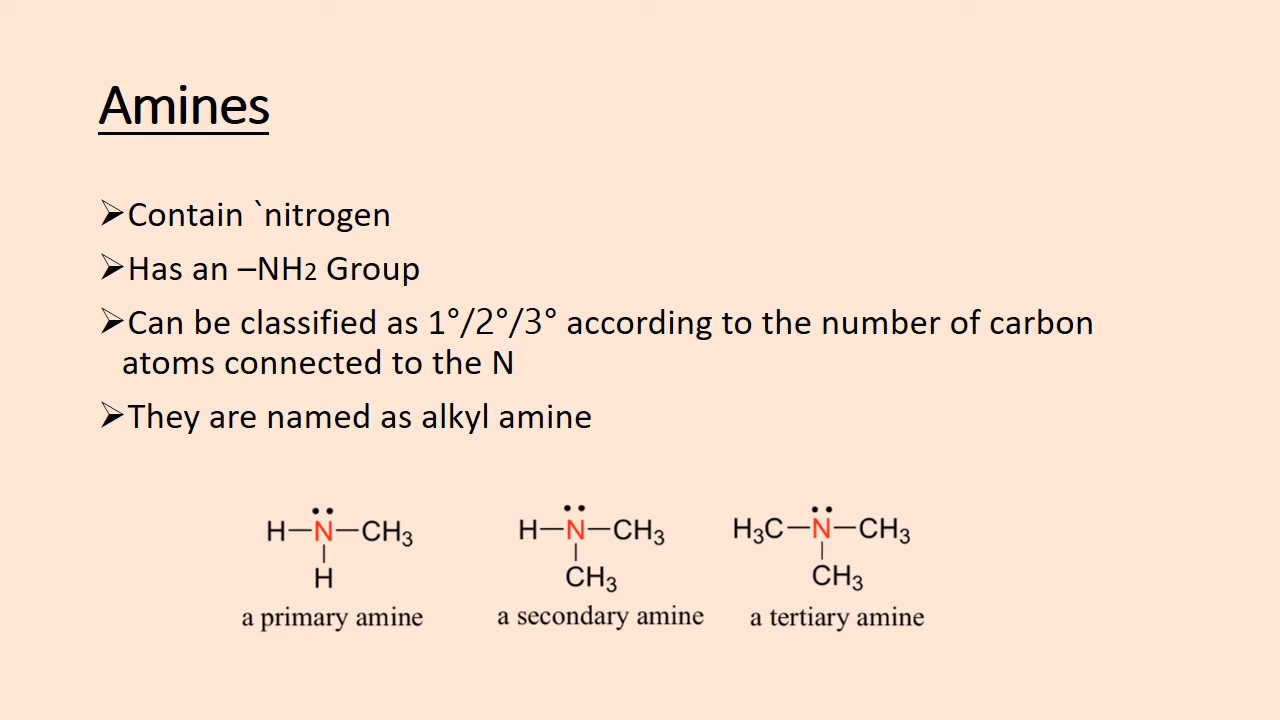 Amines
➢Contain `nitrogen
➢Has an –NH₂ Group
➢Can be classified as 1°/2°/3° according to the number of carbon
atoms connected to the N
➢They are named as alkyl amine
H—N—CH₃
H
a primary amine
H—N—CH₃
CH₃
a secondary amine
H₃C—N—CH₃
CH₃
a tertiary amine